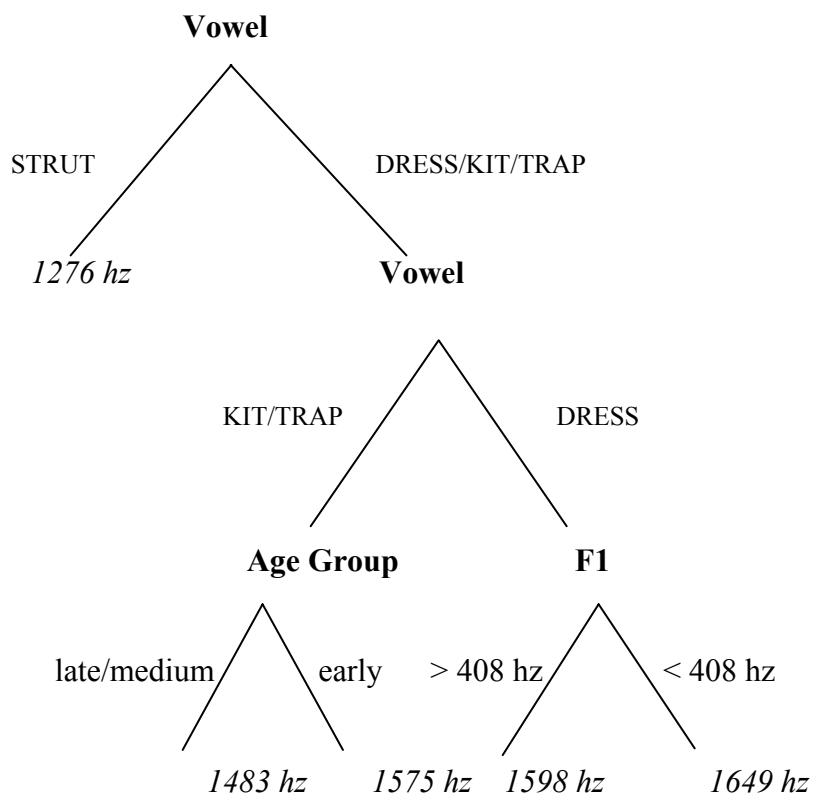 Vowel
STRUT DRESS/KIT/TRAP
1276 hz Vowel
KIT/TRAP DRESS
Age Group F1
late/medium early > 408 hz < 408 hz
1483 hz 1575 hz 1598 hz 1649 hz